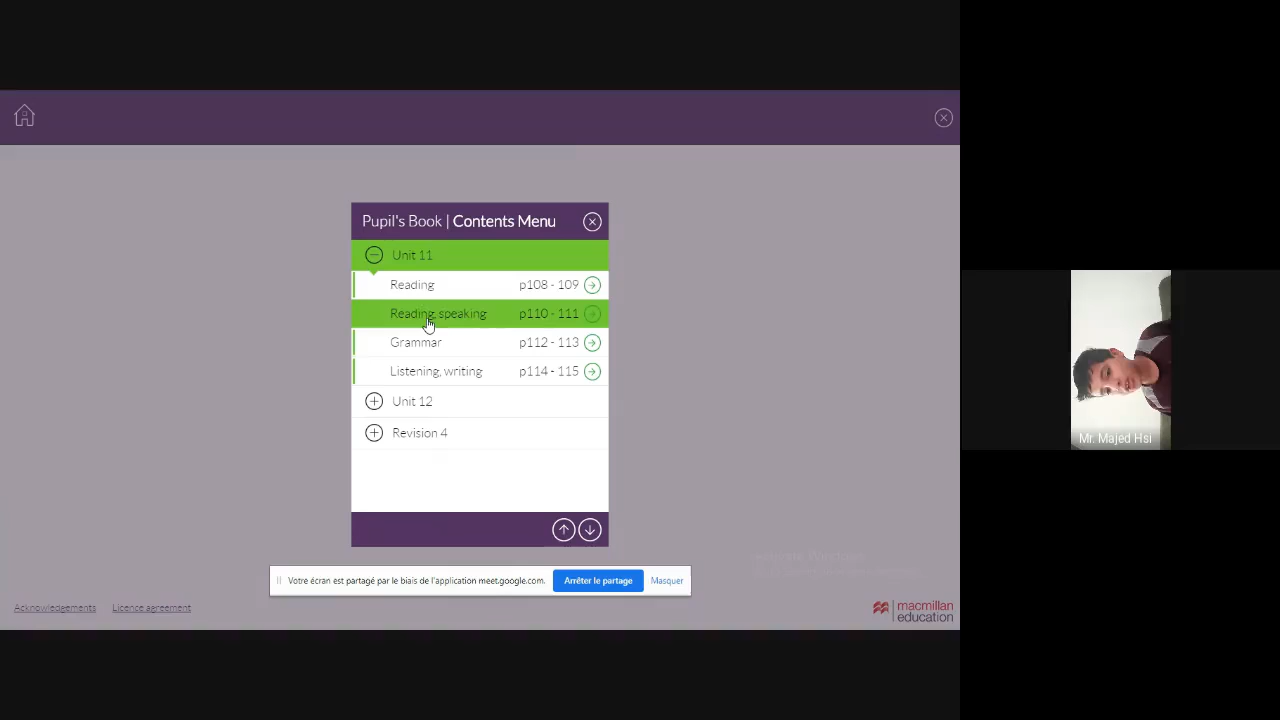 Pupil's Book | Contents Menu
Unit 11
Reading p108 - 109
Reading, speaking p110 - 111
Grammar p112 - 113
Listening, writing p114 - 115
Unit 12
Revision 4
Votre écran est partagé par le biais de l'application meet.google.com. Arrêter le partage Masquer
Acknowledgements Licence agreement
macmillan
education
Mr. Majed Hsi